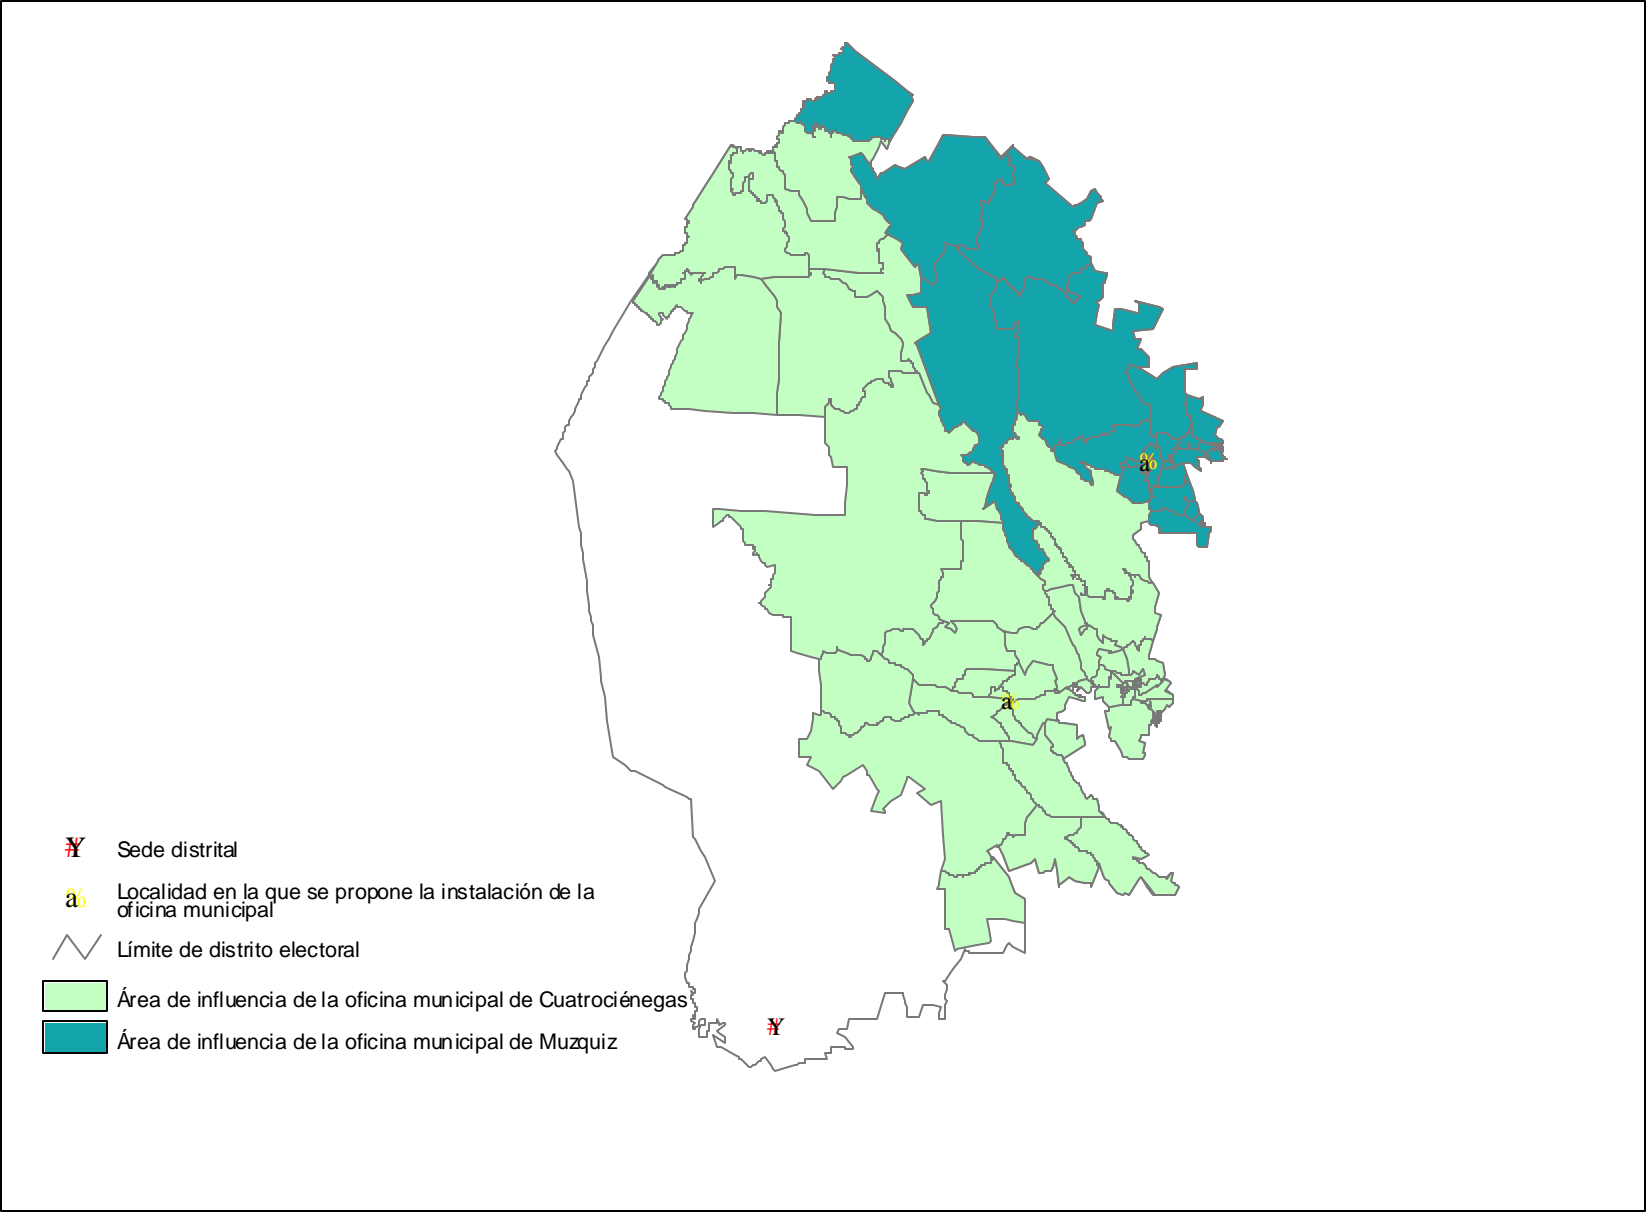 a%
a%
#Y Sede distrital
a% Localidad en la que se propone la instalación de la
oficina municipal
Límite de distrito electoral
Área de influencia de la oficina municipal de Cuatrociénegas
#Y
Área de influencia de la oficina municipal de Muzquiz